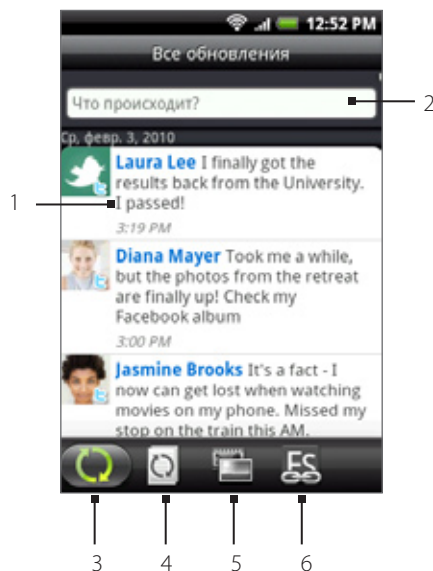 12:52 PM
Все обновления
Что происходит?
2
Ср, февр. 3, 2010
Laura Lee I finally got the
results back from the University.
1
I passed!
3:19 PM
Diana Mayer Took me a while,
but the photos from the retreat
are finally up! Check my
Facebook album
3:00 PM
Jasmine Brooks It's a fact - I
now can get lost when watching
movies on my phone. Missed my
stop on the train this AM.
FS
3 4 5 6